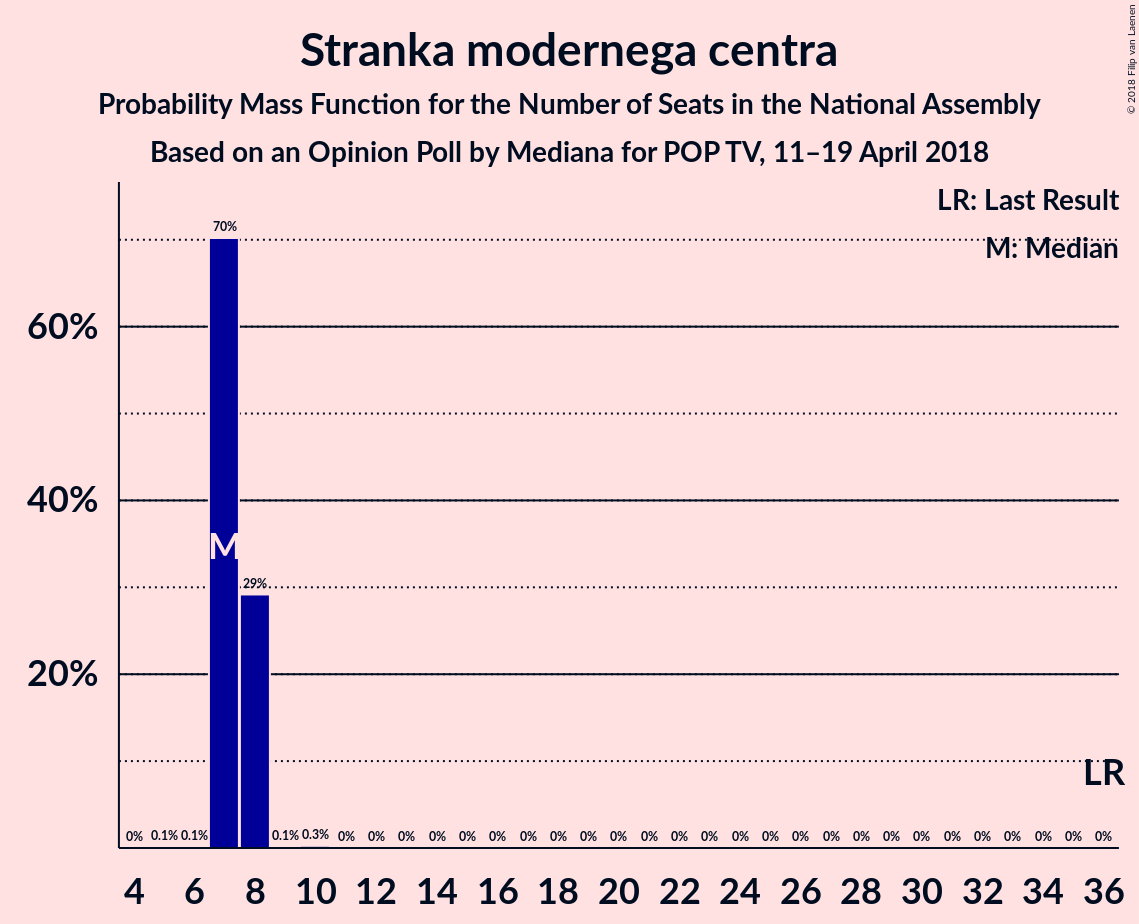 Stranka modernega centra
Probability Mass Function for the Number of Seats in the National Assembly
Based on an Opinion Poll by Mediana for POP TV, 11–19 April 2018
© 2018 Filip van Laenen
LR: Last Result
M: Median
70%
60%
40%
M
29%
20%
LR
0% 0.1% 0.1% 0.1% 0.3% 0% 0% 0% 0% 0% 0% 0% 0% 0% 0% 0% 0% 0% 0% 0% 0% 0% 0% 0% 0% 0% 0% 0% 0% 0% 0%
4 6 8 10 12 14 16 18 20 22 24 26 28 30 32 34 36